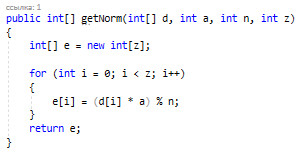 ссылка: 1
public int[] getNorm(int[] d, int a, int n, int z)
{
    int[] e = new int[z];

    for (int i = 0; i < z; i++)
    {
        e[i] = (d[i] * a) % n;
    }
    return e;
}